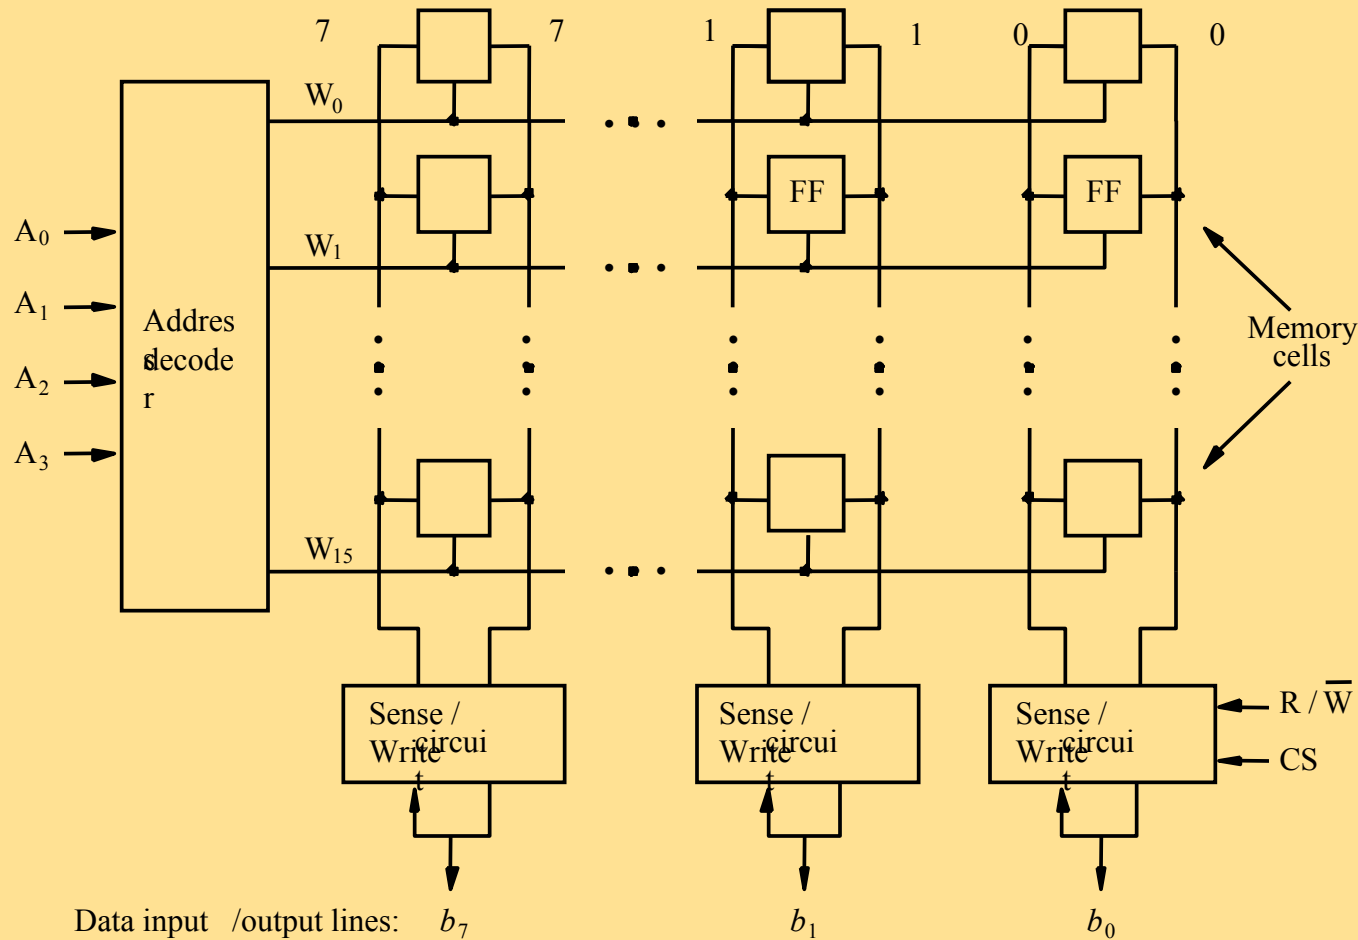 7 7 1 1 0 0
W0
FF FF
A0
W1
A1
Addres
s
decode
r
Memory
cells
A2
A3
W15
Sense /
Write
circui
t
Sense /
Write
circui
t
Sense /
Write
circui
t
R / W̅
CS
Data input /output lines: b7 b1 b0